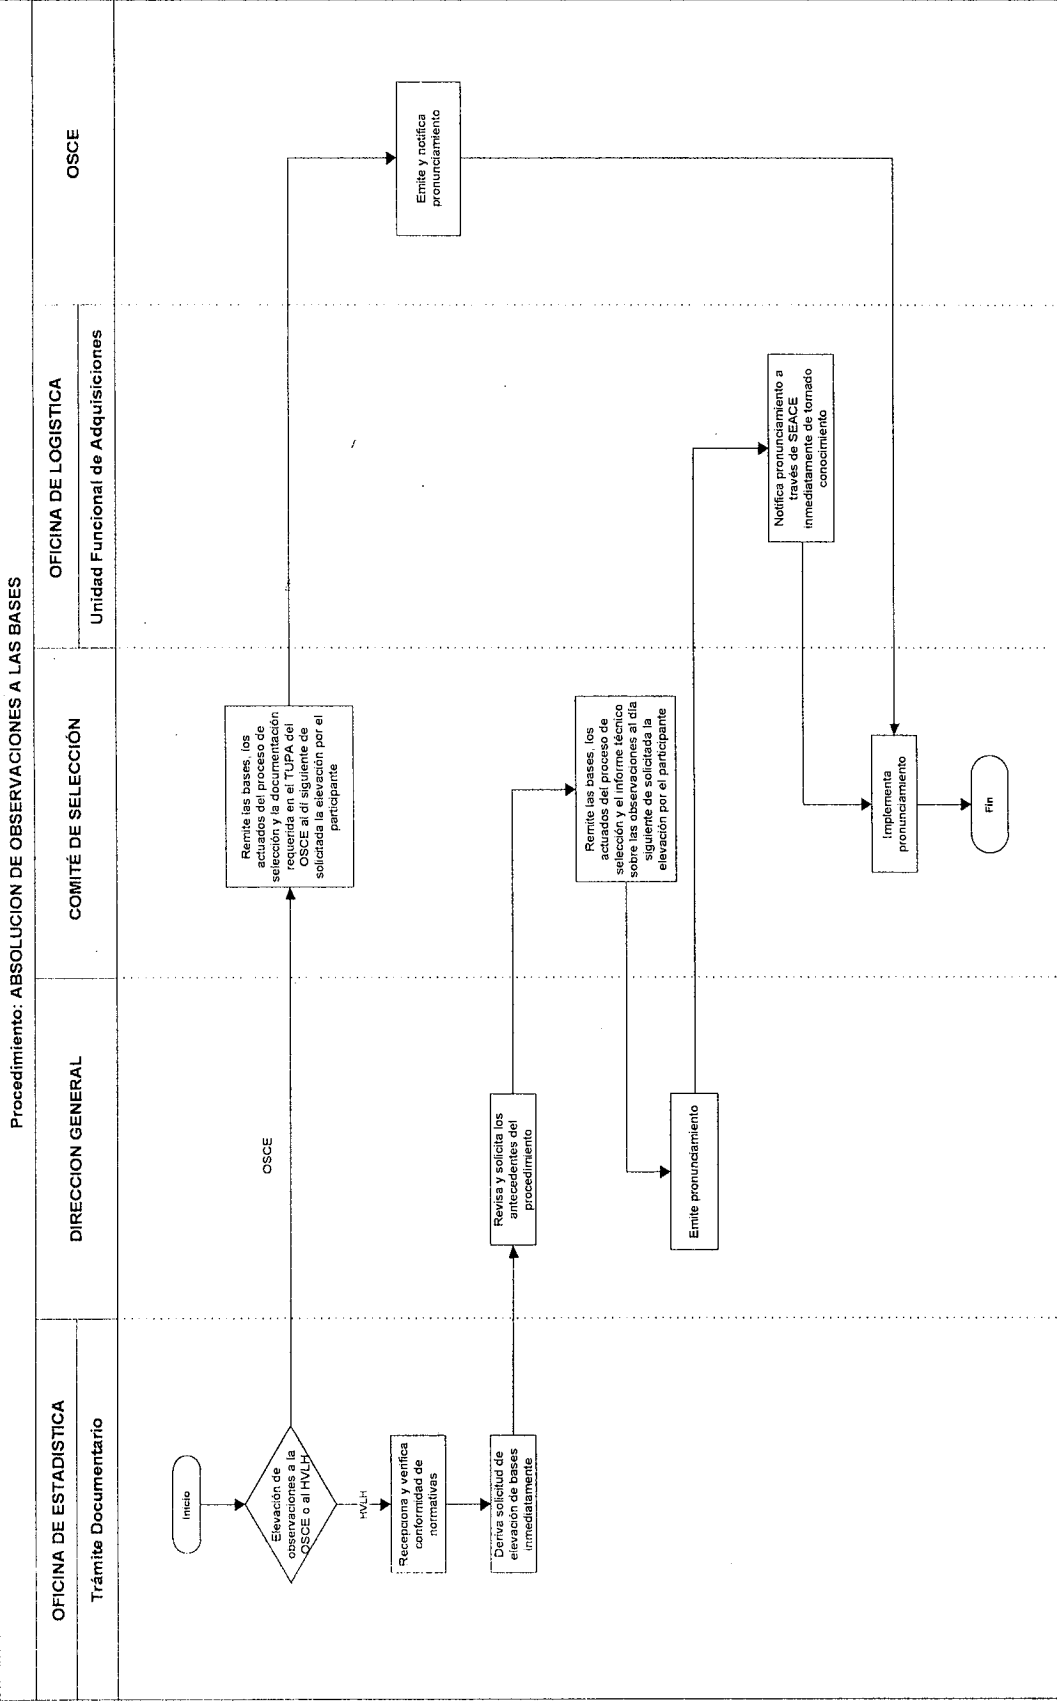 Procedimiento: ABSOLUCION DE OBSERVACIONES A LAS BASES
OFICINA DE ESTADISTICA
Trámite Documentario
DIRECCION GENERAL
COMITÉ DE SELECCIÓN
OFICINA DE LOGISTICA
Unidad Funcional de Adquisiciones
OSCE
Inicio
Elevación de
observaciones a la
OSCE o al HVLH
OSCE
HVLH
Remite las bases, los
actuados del proceso de
selección y la documentación
requerida en el TUPA del
OSCE al dí siguiente de
solicitada la elevación por el
participante
Emite y notifica
pronunciamiento
Recepciona y verifica
conformidad de
normativas
Deriva solicitud de
elevación de bases
inmediatamente
Revisa y solicita los
antecedentes del
procedimiento
Remite las bases, los
actuados del proceso de
selección y el informe técnico
sobre las observaciones al día
siguiente de solicitada la
elevación por el participante
Emite pronunciamiento
Notifica pronunciamiento a
través de SEACE
inmediatamente de tomado
conocimiento
Implementa
pronunciamiento
Fin